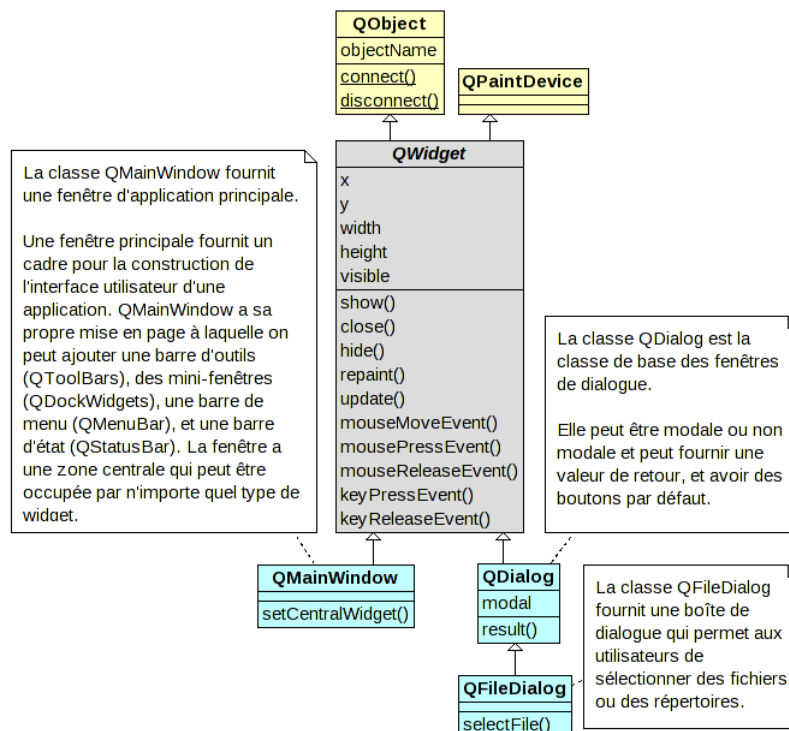 QObject
objectName
connect()
disconnect()
QPaintDevice
QWidget
x
y
width
height
visible
show()
close()
hide()
repaint()
update()
mouseMoveEvent()
mousePressEvent()
mouseReleaseEvent()
keyPressEvent()
keyReleaseEvent()
La classe QMainWindow fournit
une fenêtre d'application principale.
Une fenêtre principale fournit un
cadre pour la construction de
l'interface utilisateur d'une
application. QMainWindow a sa
propre mise en page à laquelle on
peut ajouter une barre d'outils
(QToolBars), des mini-fenêtres
(QDockWidgets), une barre de
menu (QMenuBar), et une barre
d'état (QStatusBar). La fenêtre a
une zone centrale qui peut être
occupée par n'importe quel type de
widget.
La classe QDialog est la
classe de base des fenêtres
de dialogue.
Elle peut être modale ou non
modale et peut fournir une
valeur de retour, et avoir des
boutons par défaut.
QMainWindow
setCentralWidget()
QDialog
modal
result()
La classe QFileDialog
fournit une boîte de
dialogue qui permet aux
utilisateurs de
sélectionner des fichiers
ou des répertoires.
QFileDialog
selectFile()